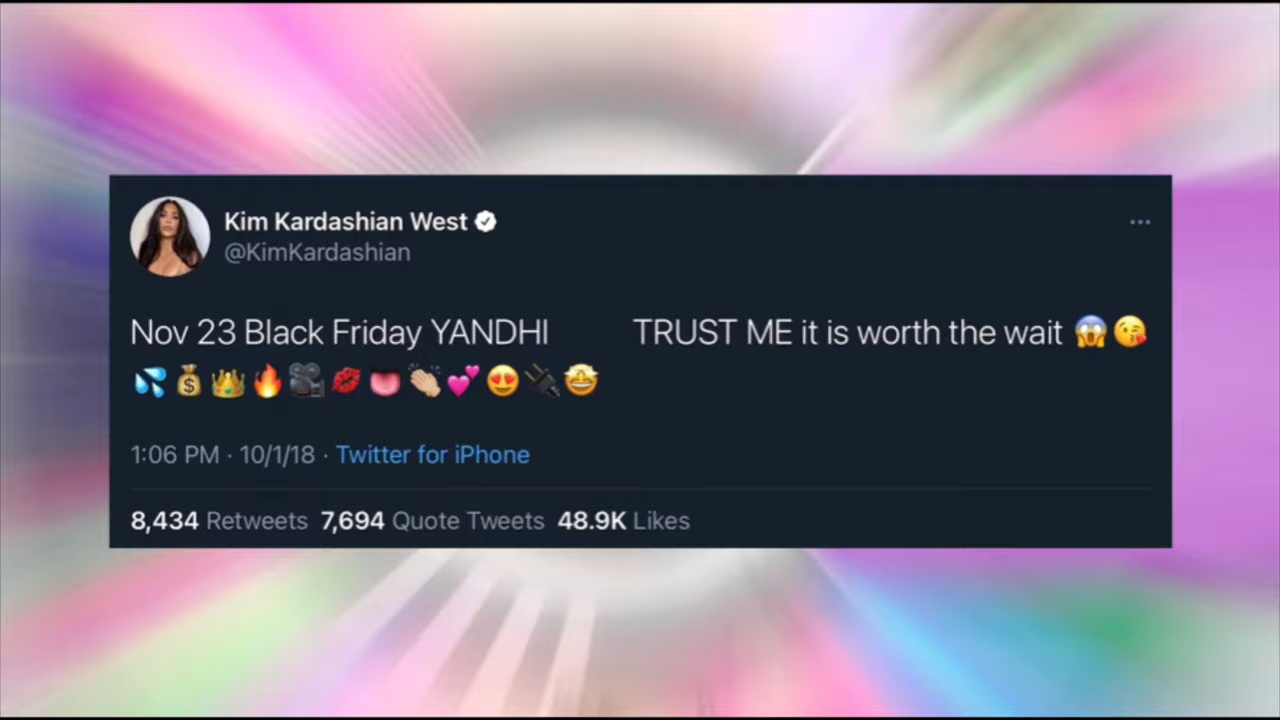 Kim Kardashian West
@KimKardashian
Nov 23 Black Friday YANDHI TRUST ME it is worth the wait 😱😘
💦💰👑🔥🎥💋👅👏🏼💕😍🔌🤩
1:06 PM · 10/1/18 · Twitter for iPhone
8,434 Retweets 7,694 Quote Tweets 48.9K Likes